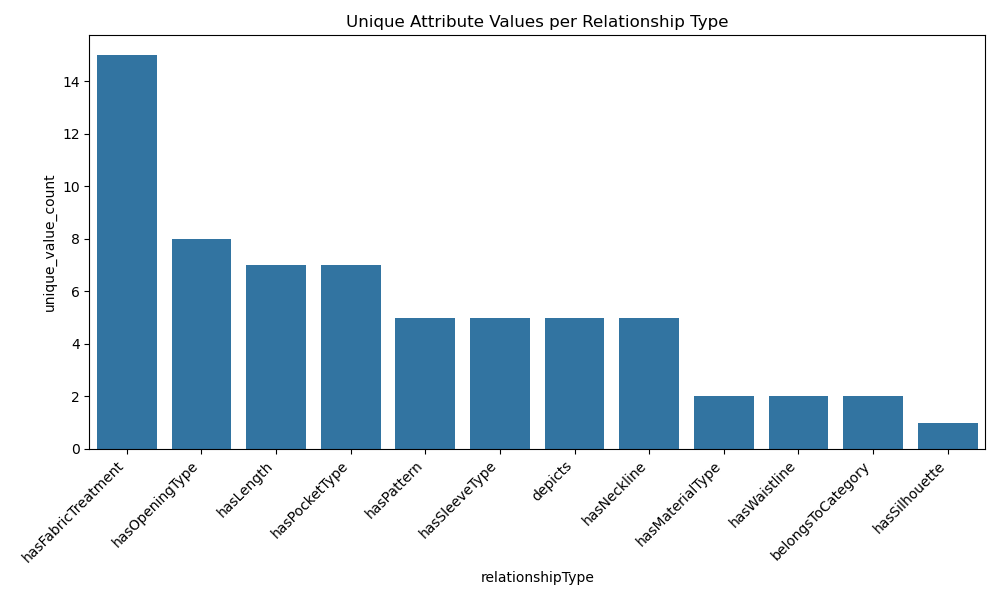 Unique Attribute Values per Relationship Type
unique_value_count
14
12
10
8
6
4
2
0
hasFabricTreatment
hasOpeningType
hasLength
hasPocketType
hasPattern
hasSleeveType
depicts
hasNeckline
hasMaterialType
hasWaistline
belongsToCategory
hasSilhouette
relationshipType